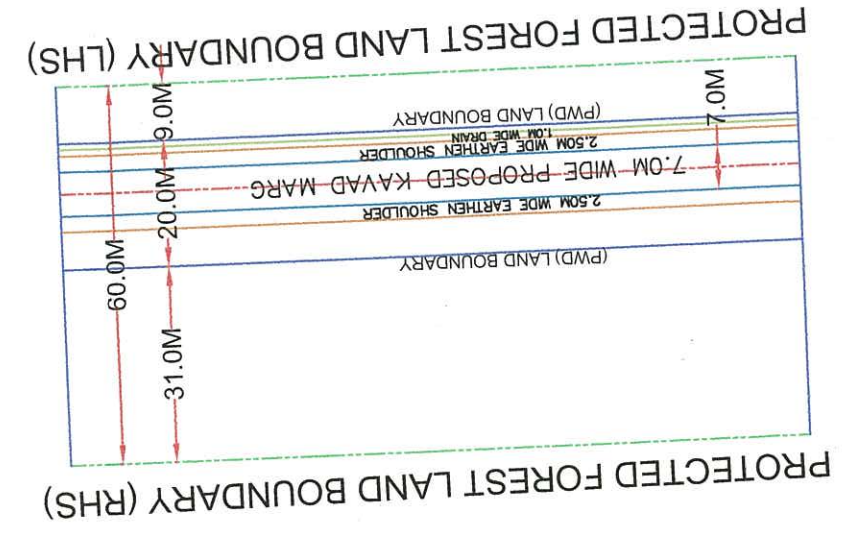 PROTECTED FOREST LAND BOUNDARY (RHS)
31.0M
(PWD) LAND BOUNDARY
60.0M
2.50M WIDE EARTHEN SHOULDER
20.0M
7.0M WIDE PROPOSED KAVAD MARG
2.50M WIDE EARTHEN SHOULDER
1.0M WIDE DRAIN
(PWD) LAND BOUNDARY
9.0M
7.0M
PROTECTED FOREST LAND BOUNDARY (LHS)